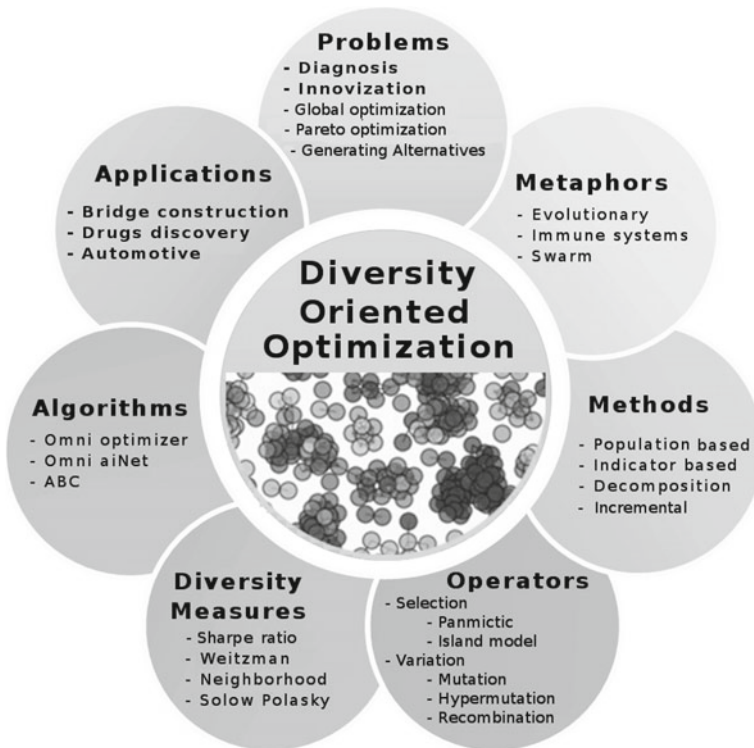 Problems
- Diagnosis
- Innovization
- Global optimization
- Pareto optimization
- Generating Alternatives
Metaphors
- Evolutionary
- Immune systems
- Swarm
Methods
- Population based
- Indicator based
- Decomposition
- Incremental
Operators
- Selection
- Panmictic
- Island model
- Variation
- Mutation
- Hypermutation
- Recombination
Diversity
Measures
- Sharpe ratio
- Weitzman
- Neighborhood
- Solow Polasky
Algorithms
- Omni optimizer
- Omni aiNet
- ABC
Applications
- Bridge construction
- Drugs discovery
- Automotive
Diversity
Oriented
Optimization